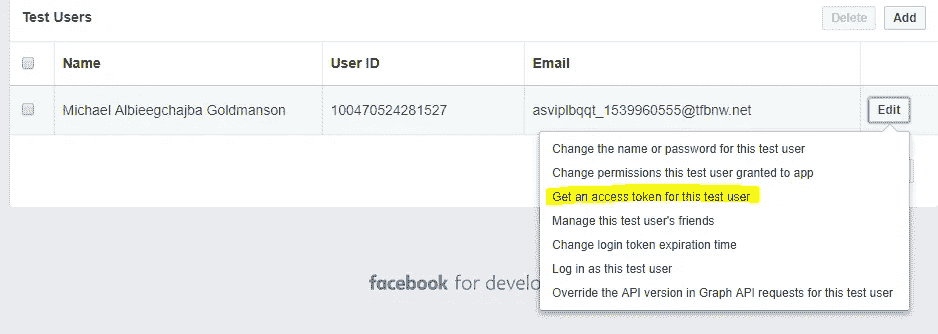 Test Users
Delete Add
Name User ID Email
Michael Albieegchajba Goldmanson 100470524281527 asviplbqqt_1539960555@tfbnw.net Edit
Change the name or password for this test user
Change permissions this test user granted to app
Get an access token for this test user
Manage this test user's friends
Change login token expiration time
Log in as this test user
Override the API version in Graph API requests for this test user
facebook for develo